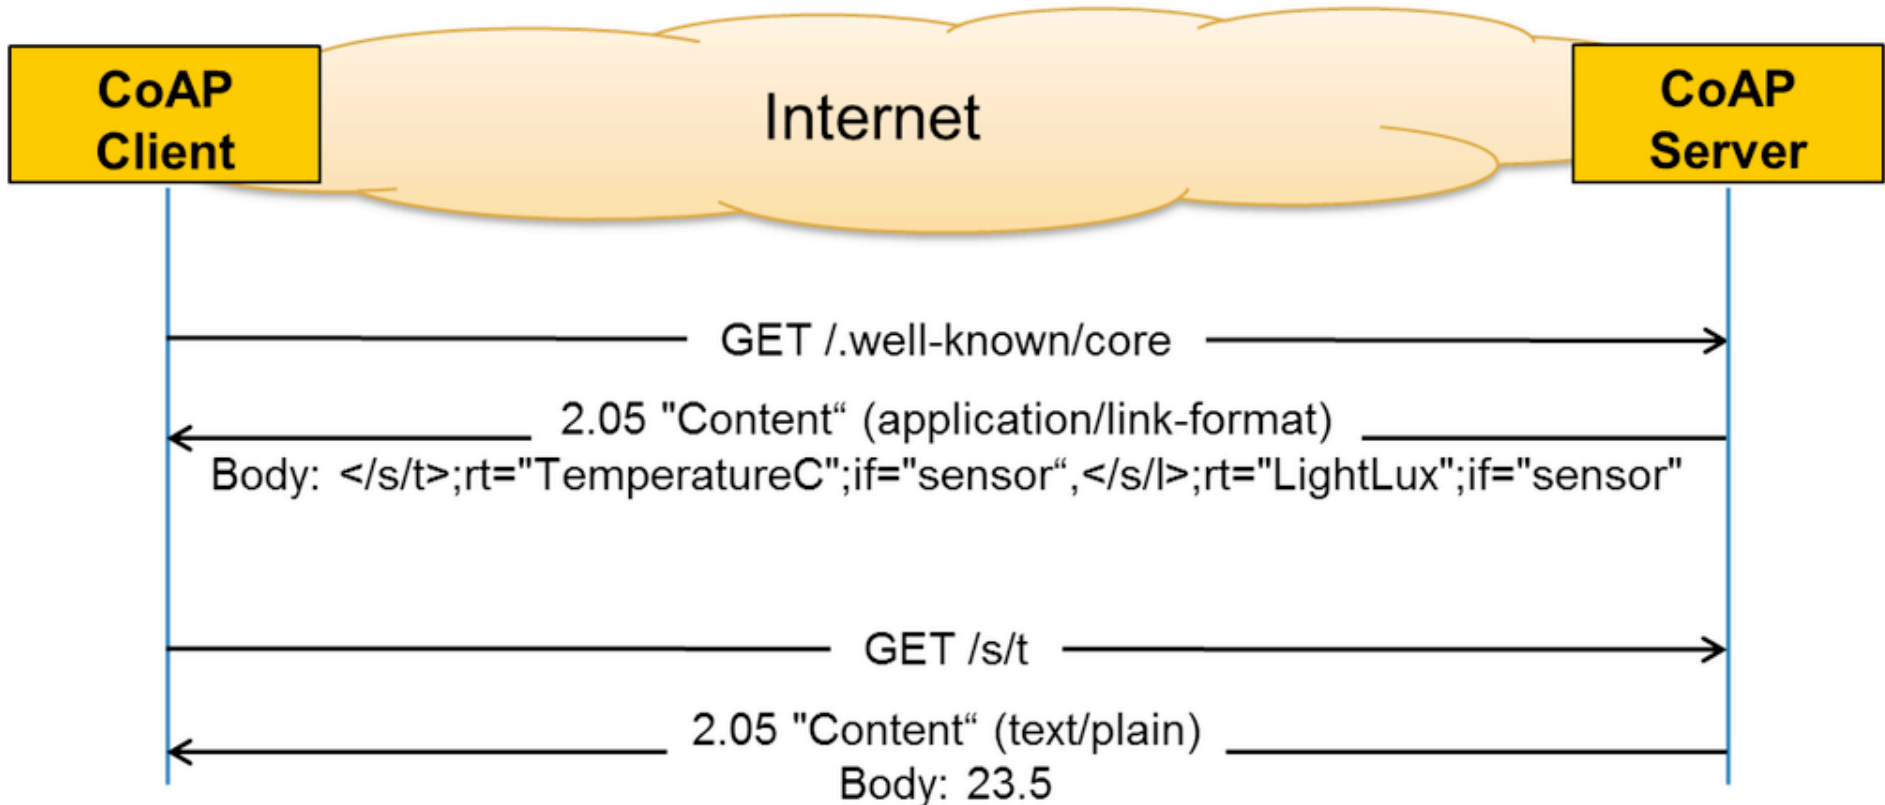 CoAP
Client
Internet
CoAP
Server
GET /.well-known/core
2.05 "Content“ (application/link-format)
Body: </s/t>;rt="TemperatureC";if="sensor“,</s/l>;rt="LightLux";if="sensor"
GET /s/t
2.05 "Content“ (text/plain)
Body: 23.5